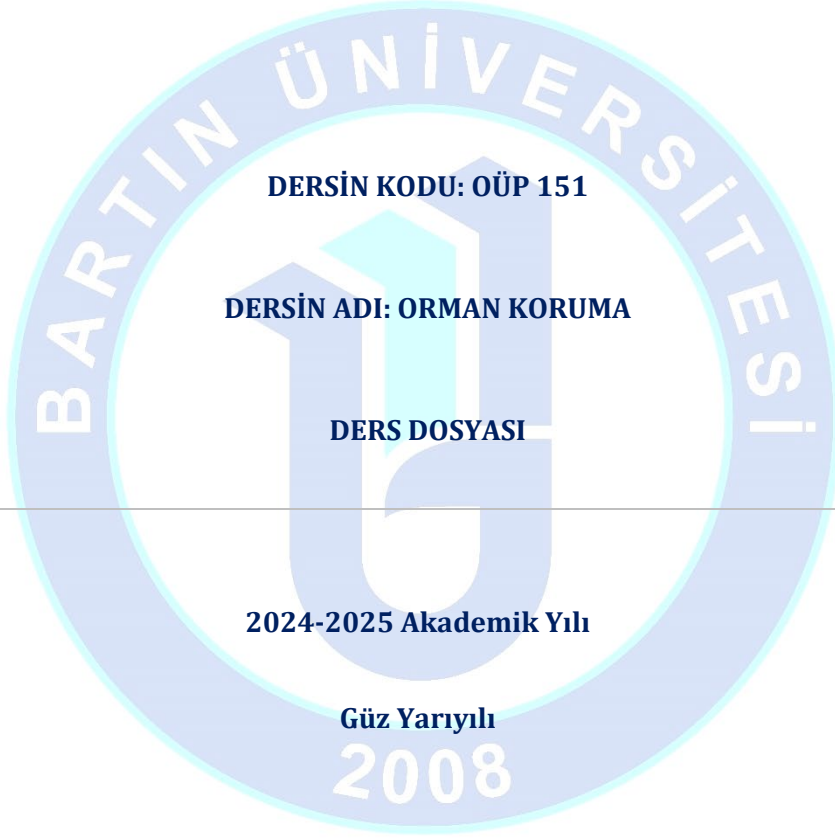 BARTIN ÜNİVERSİTESİ
DERSİN KODU: OÜP 151
DERSİN ADI: ORMAN KORUMA
DERS DOSYASI
2024-2025 Akademik Yılı
Güz Yarıyılı
2008